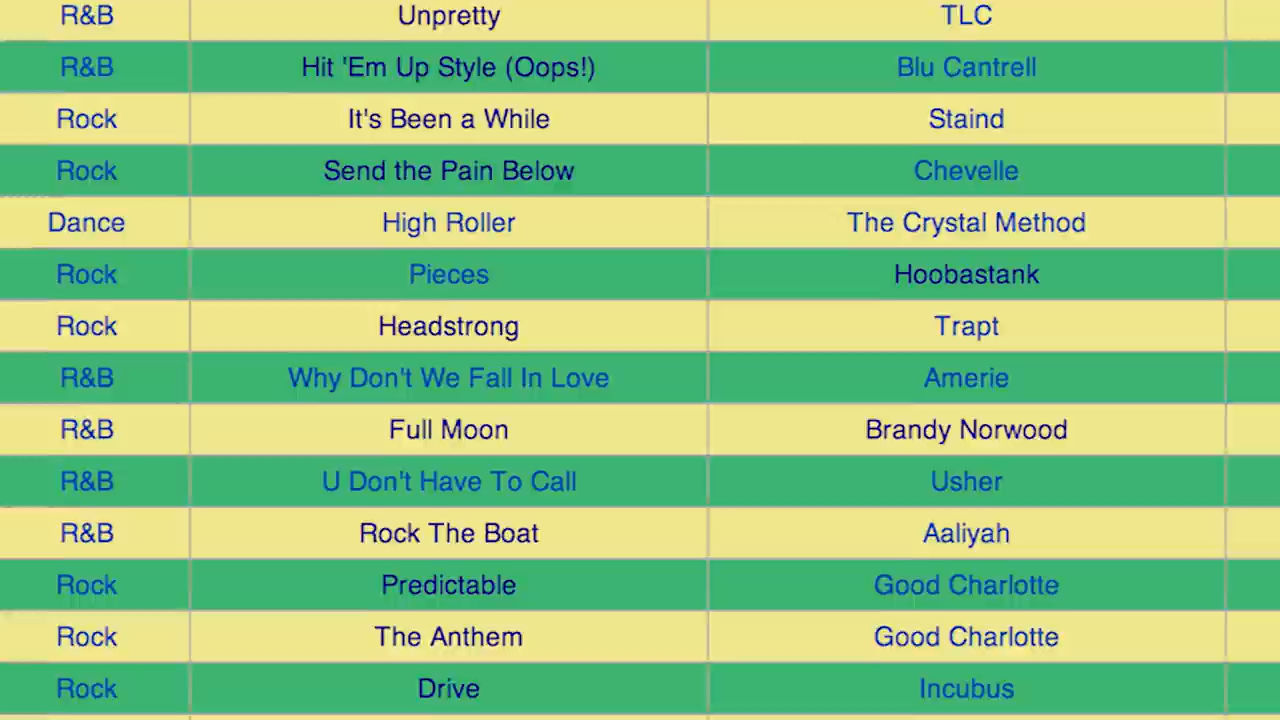 R&B Unpretty TLC
R&B Hit 'Em Up Style (Oops!) Blu Cantrell
Rock It's Been a While Staind
Rock Send the Pain Below Chevelle
Dance High Roller The Crystal Method
Rock Pieces Hoobastank
Rock Headstrong Trapt
R&B Why Don't We Fall In Love Amerie
R&B Full Moon Brandy Norwood
R&B U Don't Have To Call Usher
R&B Rock The Boat Aaliyah
Rock Predictable Good Charlotte
Rock The Anthem Good Charlotte
Rock Drive Incubus